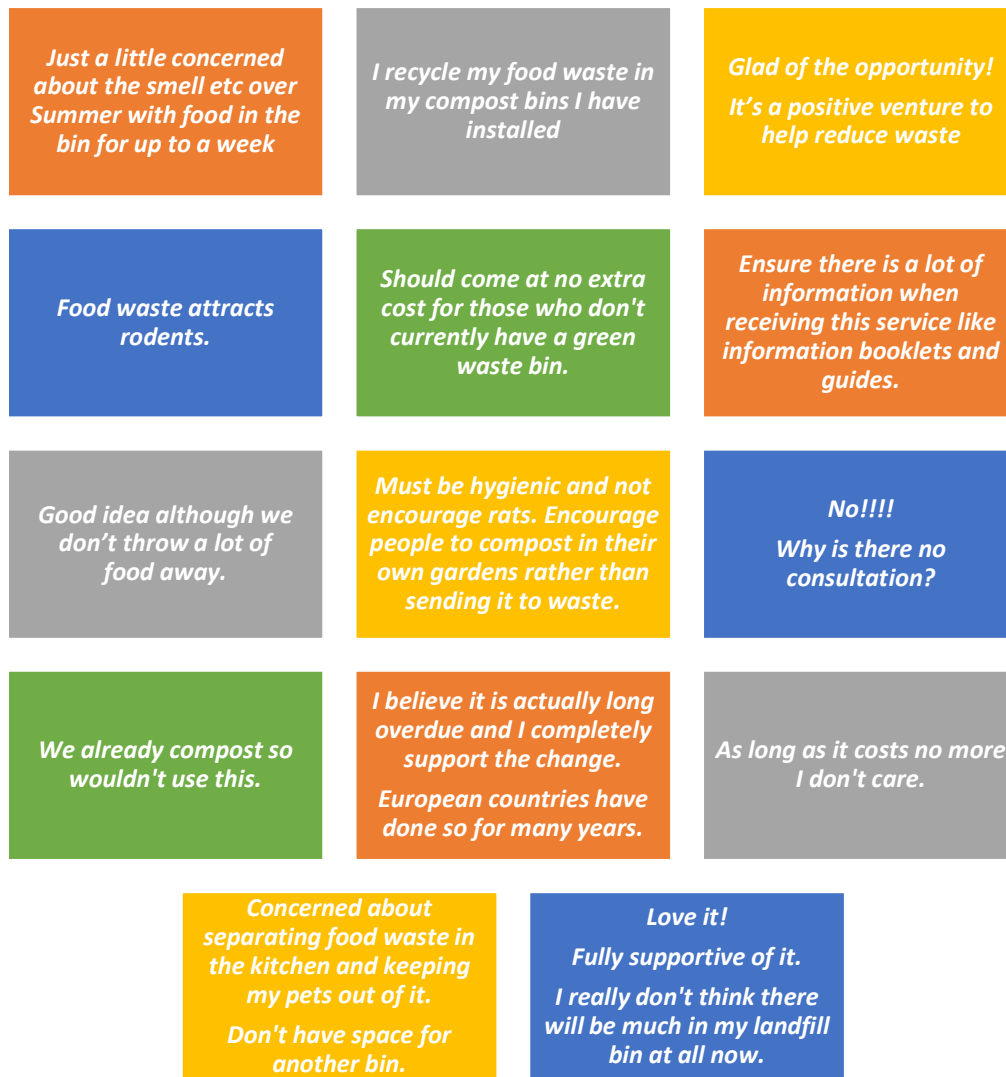 Just a little concerned
about the smell etc over
Summer with food in the
bin for up to a week
I recycle my food waste in
my compost bins I have
installed
Glad of the opportunity!
It’s a positive venture to
help reduce waste
Food waste attracts
rodents.
Should come at no extra
cost for those who don't
currently have a green
waste bin.
Ensure there is a lot of
information when
receiving this service like
information booklets and
guides.
Good idea although we
don’t throw a lot of
food away.
Must be hygienic and not
encourage rats. Encourage
people to compost in their
own gardens rather than
sending it to waste.
No!!!!
Why is there no
consultation?
We already compost so
wouldn't use this.
I believe it is actually long
overdue and I completely
support the change.
European countries have
done so for many years.
As long as it costs no more
I don't care.
Concerned about
separating food waste in
the kitchen and keeping
my pets out of it.
Don't have space for
another bin.
Love it!
Fully supportive of it.
I really don't think there
will be much in my landfill
bin at all now.